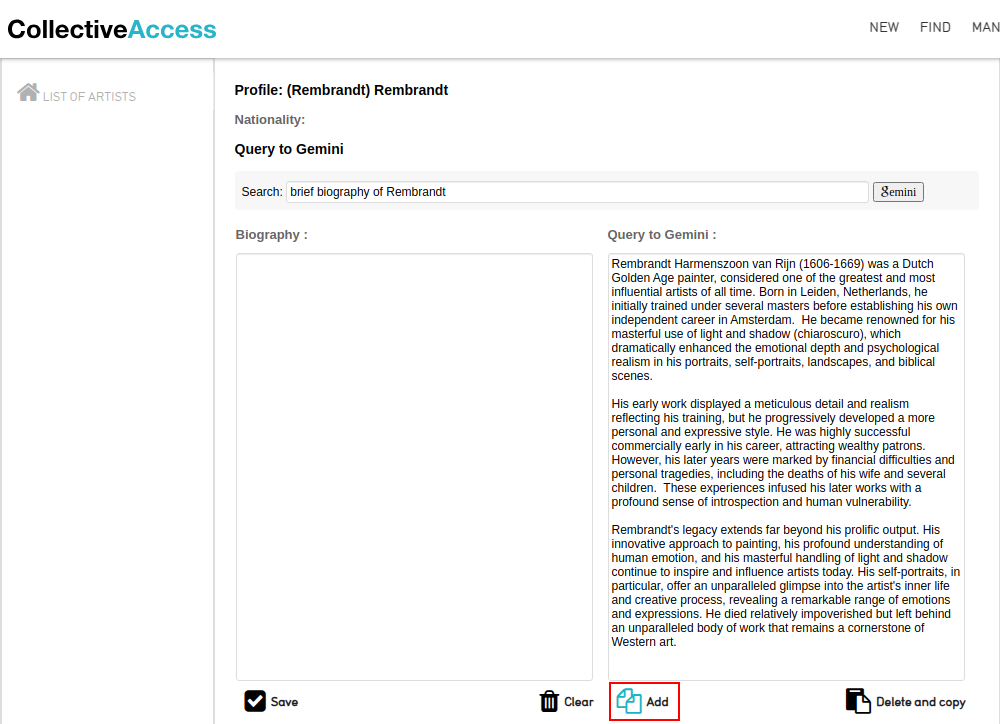 CollectiveAccess
NEW FIND MAN
LIST OF ARTISTS
Profile: (Rembrandt) Rembrandt
Nationality:
Query to Gemini
Search: brief biography of Rembrandt Gemini
Biography :
Query to Gemini :
Rembrandt Harmenszoon van Rijn (1606-1669) was a Dutch
Golden Age painter, considered one of the greatest and most
influential artists of all time. Born in Leiden, Netherlands, he
initially trained under several masters before establishing his own
independent career in Amsterdam.  He became renowned for his
masterful use of light and shadow (chiaroscuro), which
dramatically enhanced the emotional depth and psychological
realism in his portraits, self-portraits, landscapes, and biblical
scenes.
His early work displayed a meticulous detail and realism
reflecting his training, but he progressively developed a more
personal and expressive style. He was highly successful
commercially early in his career, attracting wealthy patrons.
However, his later years were marked by financial difficulties and
personal tragedies, including the deaths of his wife and several
children.  These experiences infused his later works with a
profound sense of introspection and human vulnerability.
Rembrandt's legacy extends far beyond his prolific output. His
innovative approach to painting, his profound understanding of
human emotion, and his masterful handling of light and shadow
continue to inspire and influence artists today. His self-portraits, in
particular, offer an unparalleled glimpse into the artist's inner life
and creative process, revealing a remarkable range of emotions
and expressions. He died relatively impoverished but left behind
an unparalleled body of work that remains a cornerstone of
Western art.
Save
Clear
Add
Delete and copy